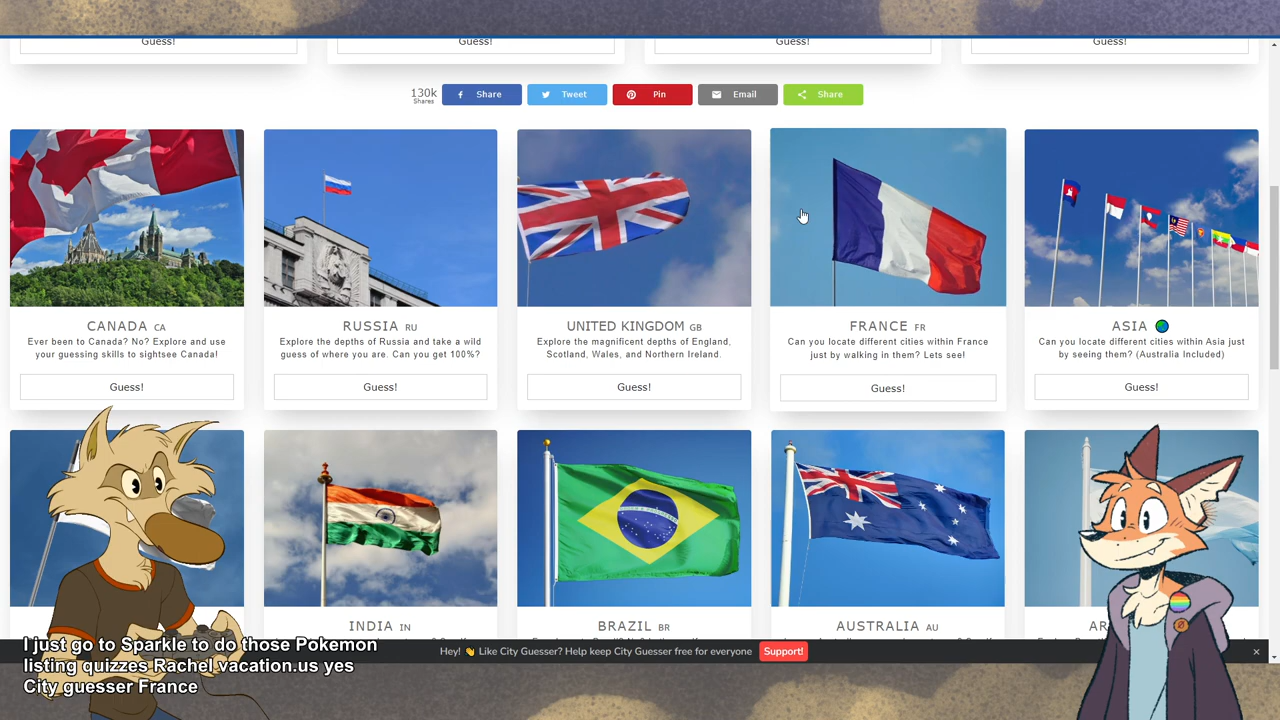 Guess!
Guess!
Guess!
Guess!
130k
Shares
Share
Tweet
Pin
Email
Share
CANADA CA
Ever been to Canada? No? Explore and use
your guessing skills to sightsee Canada!
Guess!
RUSSIA RU
Explore the depths of Russia and take a wild
guess of where you are. Can you get 100%?
Guess!
UNITED KINGDOM GB
Explore the magnificent depths of England,
Scotland, Wales, and Northern Ireland.
Guess!
FRANCE FR
Can you locate different cities within France
just by walking in them? Lets see!
Guess!
ASIA
Can you locate different cities within Asia just
by seeing them? (Australia Included)
Guess!
INDIA IN
BRAZIL BR
AUSTRALIA AU
AR
Hey! 👋 Like City Guesser? Help keep City Guesser free for everyone
Support!
I just go to Sparkle to do those Pokemon
listing quizzes Rachel vacation.us yes
City guesser France